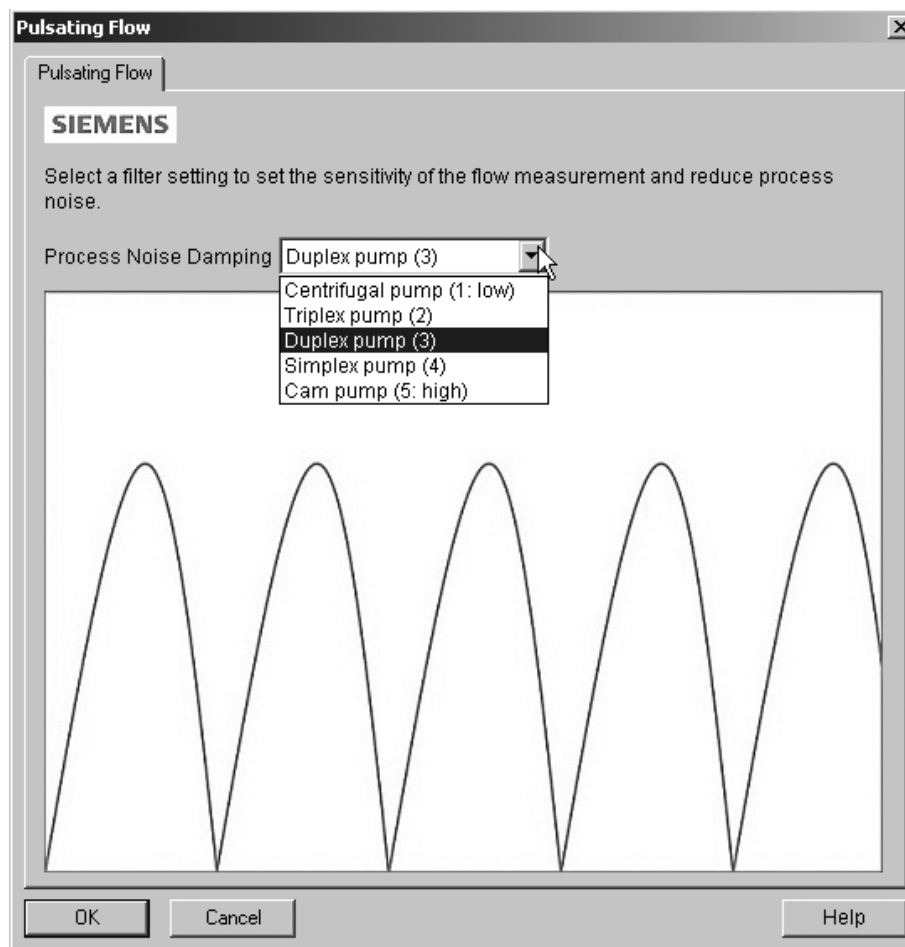 Pulsating Flow
Pulsating Flow
SIEMENS
Select a filter setting to set the sensitivity of the flow measurement and reduce process
noise.
Process Noise Damping Duplex pump (3)
Centrifugal pump (1: low)
Triplex pump (2)
Duplex pump (3)
Simplex pump (4)
Cam pump (5: high)
OK Cancel Help